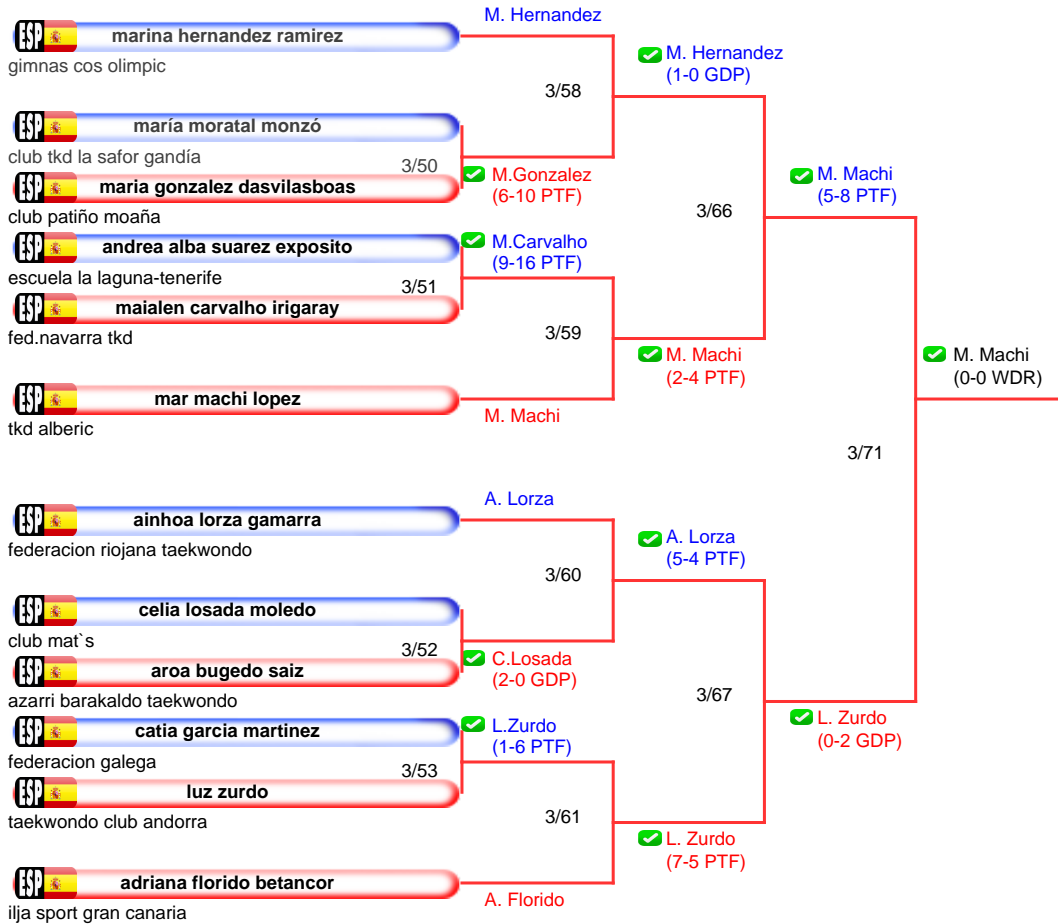 M. Hernandez
ESP marina hernandez ramirez
gimnas cos olimpic
M. Hernandez
(1-0 GDP)
3/58
ESP maría moratal monzó
club tkd la safor gandía
3/50
ESP maria gonzalez dasvilasboas
club patiño moaña
M.Gonzalez
(6-10 PTF)
M. Machi
(5-8 PTF)
3/66
ESP andrea alba suarez exposito
escuela la laguna-tenerife
M.Carvalho
(9-16 PTF)
3/51
ESP maialen carvalho irigaray
fed.navarra tkd
3/59
M. Machi
(2-4 PTF)
M. Machi
(0-0 WDR)
ESP mar machi lopez
tkd alberic
M. Machi
3/71
A. Lorza
ESP ainhoa lorza gamarra
federacion riojana taekwondo
A. Lorza
(5-4 PTF)
3/60
ESP celia losada moledo
club mat`s
3/52
ESP aroa bugedo saiz
azarri barakaldo taekwondo
C.Losada
(2-0 GDP)
3/67
L. Zurdo
(0-2 GDP)
ESP catia garcia martinez
federacion galega
L.Zurdo
(1-6 PTF)
3/53
ESP luz zurdo
taekwondo club andorra
3/61
L. Zurdo
(7-5 PTF)
ESP adriana florido betancor
ilja sport gran canaria
A. Florido